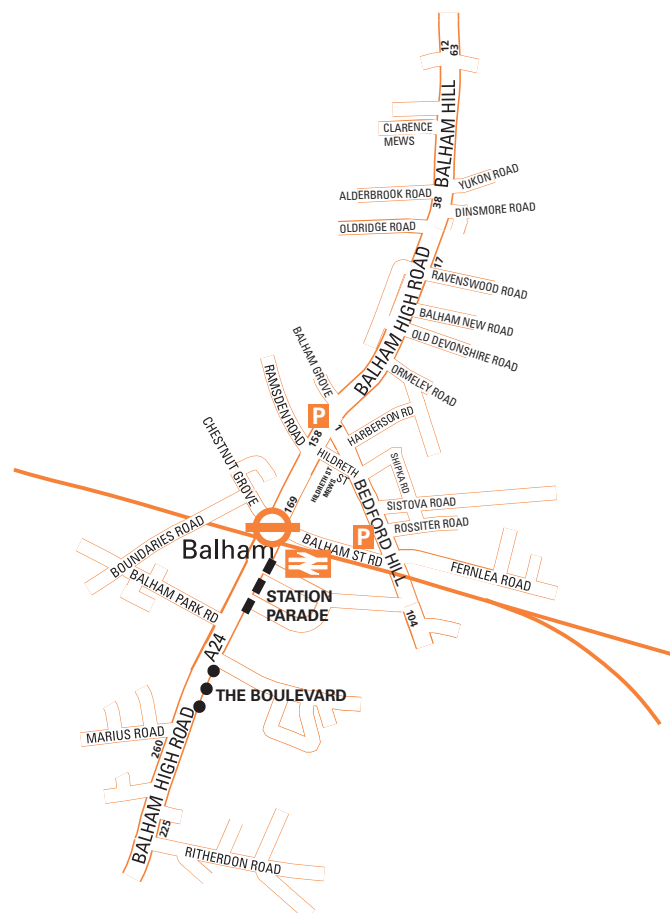 12
63
BALHAM HILL
CLARENCE
MEWS
YUKON ROAD
ALDERBROOK ROAD
38
DINSMORE ROAD
OLDRIDGE ROAD
17
BALHAM HIGH ROAD
RAVENSWOOD ROAD
BALHAM NEW ROAD
OLD DEVONSHIRE ROAD
BALHAM GROVE
ORMELEY ROAD
RAMSDEN ROAD
P
1
HARBERSON RD
158
CHESTNUT GROVE
HILDRETH
ST
HILDRETH ST
MEWS
SHIPKA RD
BEDFORD HILL
169
SISTOVA ROAD
ROSSITER ROAD
P
BOUNDARIES ROAD
Balham
BALHAM ST RD
FERNLEA ROAD
BALHAM PARK RD
STATION
PARADE
104
A24
THE BOULEVARD
MARIUS ROAD
260
BALHAM HIGH ROAD
225
RITHERDON ROAD